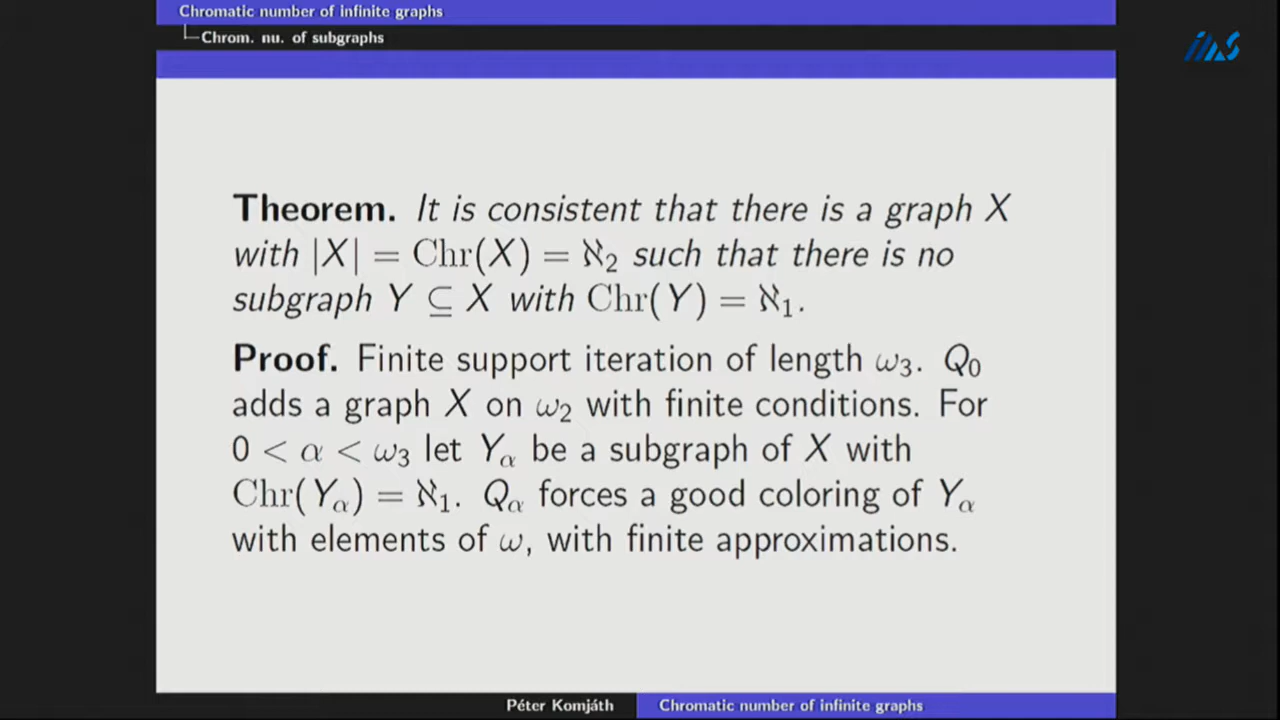 Chromatic number of infinite graphs
Chrom. nu. of subgraphs
iLAS
Theorem. It is consistent that there is a graph X
with |X| = Chr(X) = ℵ₂ such that there is no
subgraph Y ⊆ X with Chr(Y) = ℵ₁.
Proof. Finite support iteration of length ω₃. Q₀
adds a graph X on ω₂ with finite conditions. For
0 < α < ω₃ let Y_α be a subgraph of X with
Chr(Y_α) = ℵ₁. Q_α forces a good coloring of Y_α
with elements of ω, with finite approximations.
Péter Komjáth
Chromatic number of infinite graphs